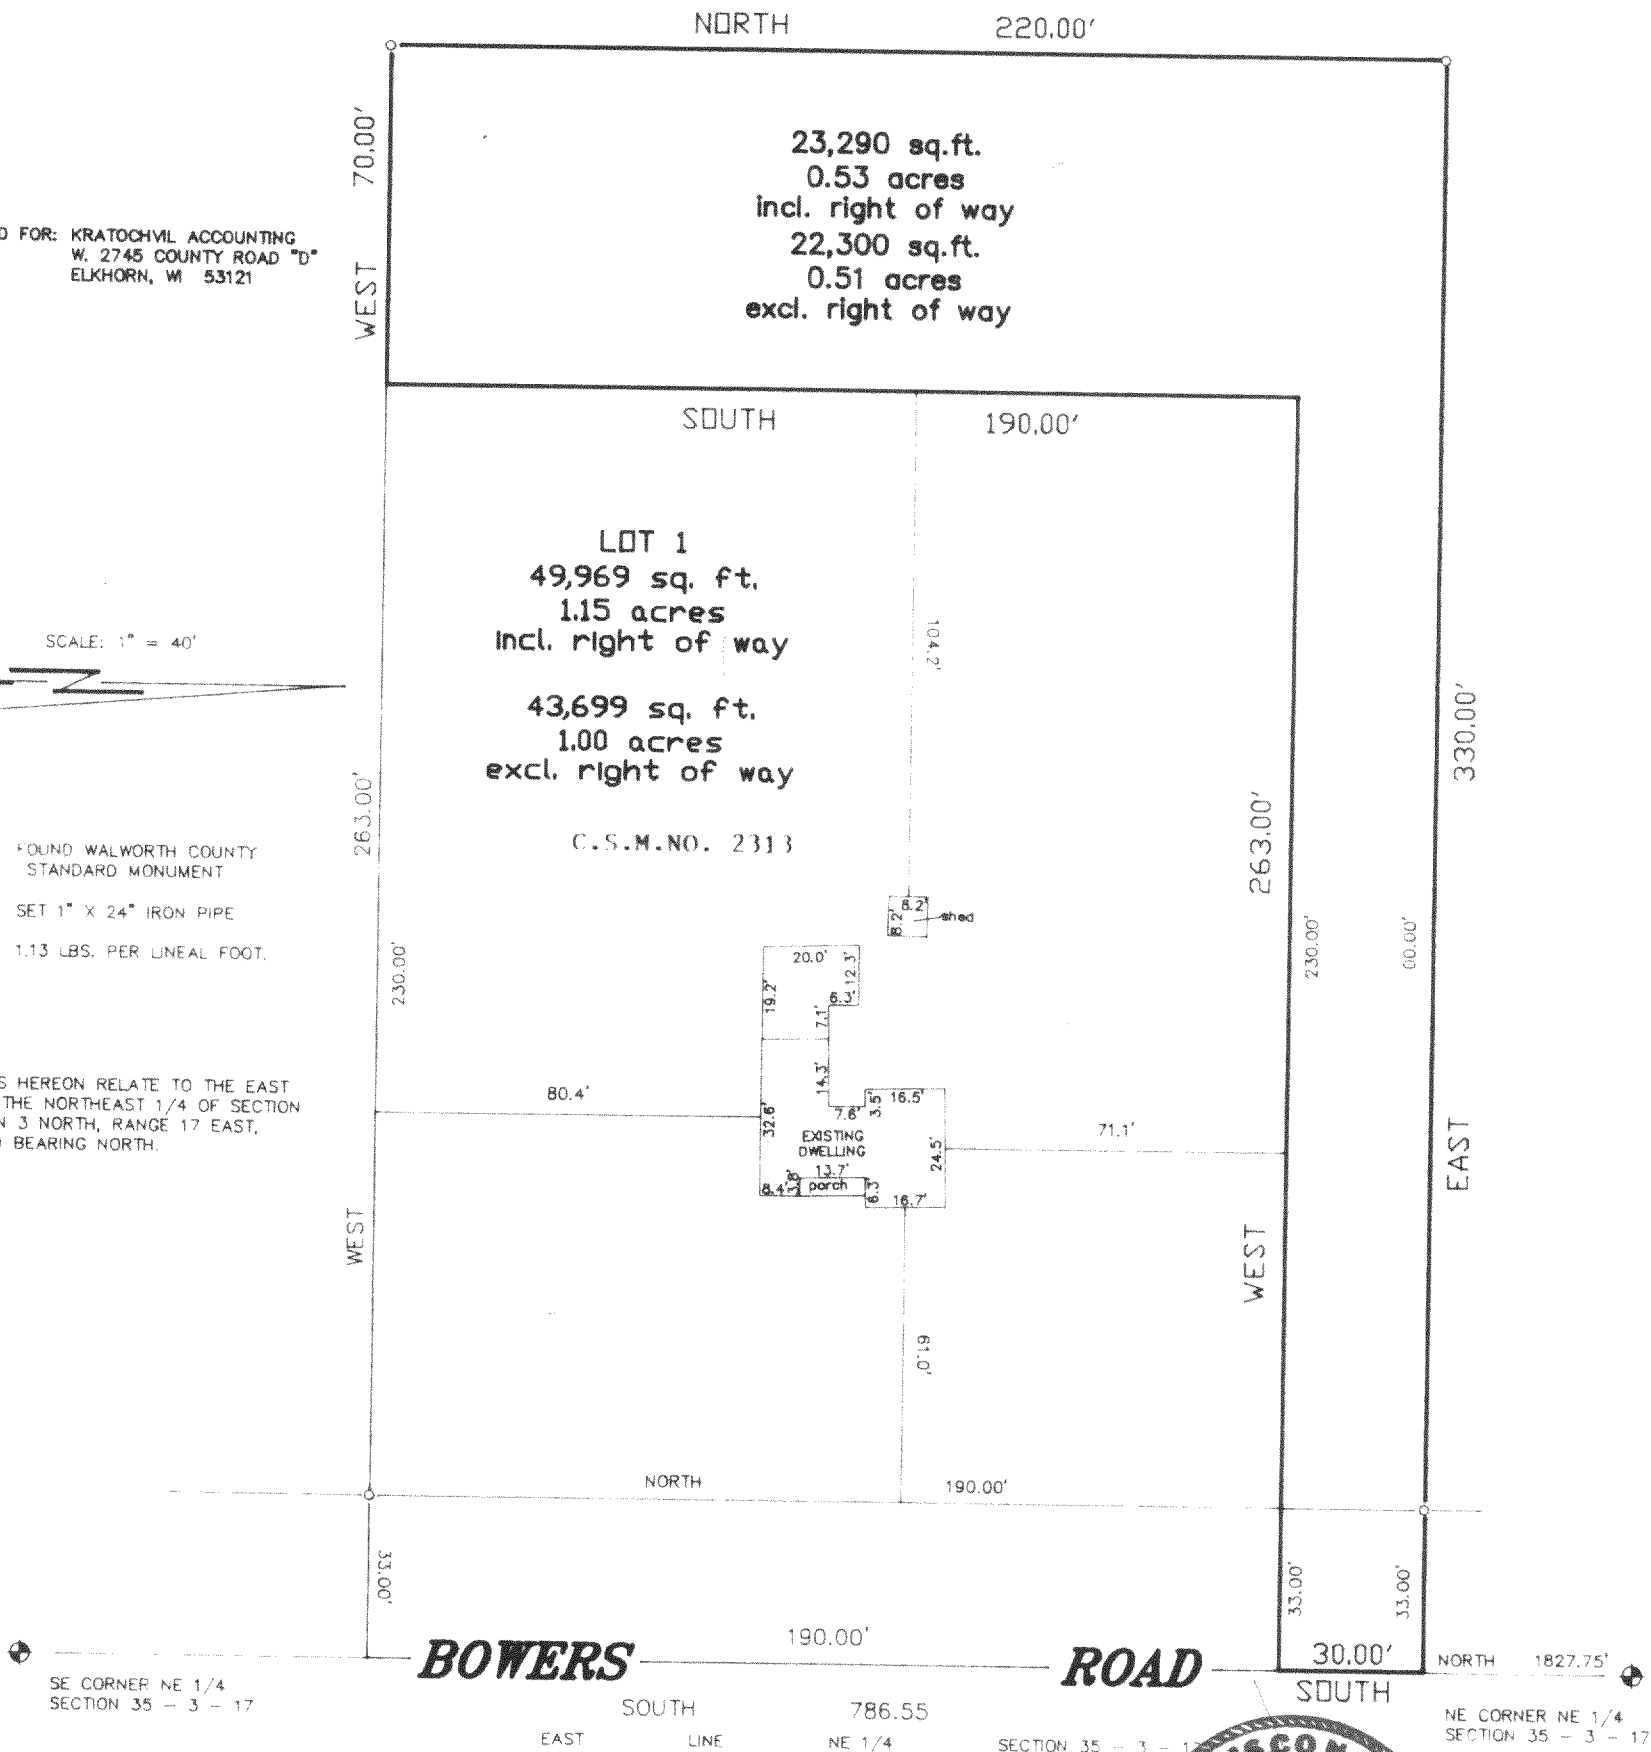 NORTH 220.00'
70.00'
WEST
23,290 sq.ft.
0.53 acres
incl. right of way
22,300 sq.ft.
0.51 acres
excl. right of way
FOR: KRATOCHVIL ACCOUNTING
W. 2745 COUNTY ROAD "D"
ELKHORN, WI 53121
SOUTH 190.00'
LOT 1
49,969 sq. ft.
1.15 acres
incl. right of way
43,699 sq. ft.
1.00 acres
excl. right of way
C.S.M.NO. 2313
SCALE: 1" = 40'
104.2'
330.00'
263.00'
263.00'
FOUND WALWORTH COUNTY
STANDARD MONUMENT
SET 1" X 24" IRON PIPE
1.13 LBS. PER LINEAL FOOT.
230.00'
8.2'
8.2'
shed
230.00'
00.00'
20.0'
12.3'
19.2'
6.3'
7.1'
14.3'
HEREON RELATE TO THE EAST
THE NORTHEAST 1/4 OF SECTION
3 NORTH, RANGE 17 EAST,
BEARING NORTH.
80.4'
32.6'
7.6'
3.5'
16.5'
EXISTING
DWELLING
24.5'
71.1'
13.7'
porch
8.4'
3.8'
6.3'
16.7'
EAST
WEST
WEST
61.0'
NORTH 190.00'
33.00'
33.00'
33.00'
BOWERS 190.00' ROAD
30.00'
SOUTH
NORTH 1827.75'
SE CORNER NE 1/4
SECTION 35 - 3 - 17
SOUTH 786.55
EAST LINE NE 1/4 SECTION 35 - 3 - 17
NE CORNER NE 1/4
SECTION 35 - 3 - 17